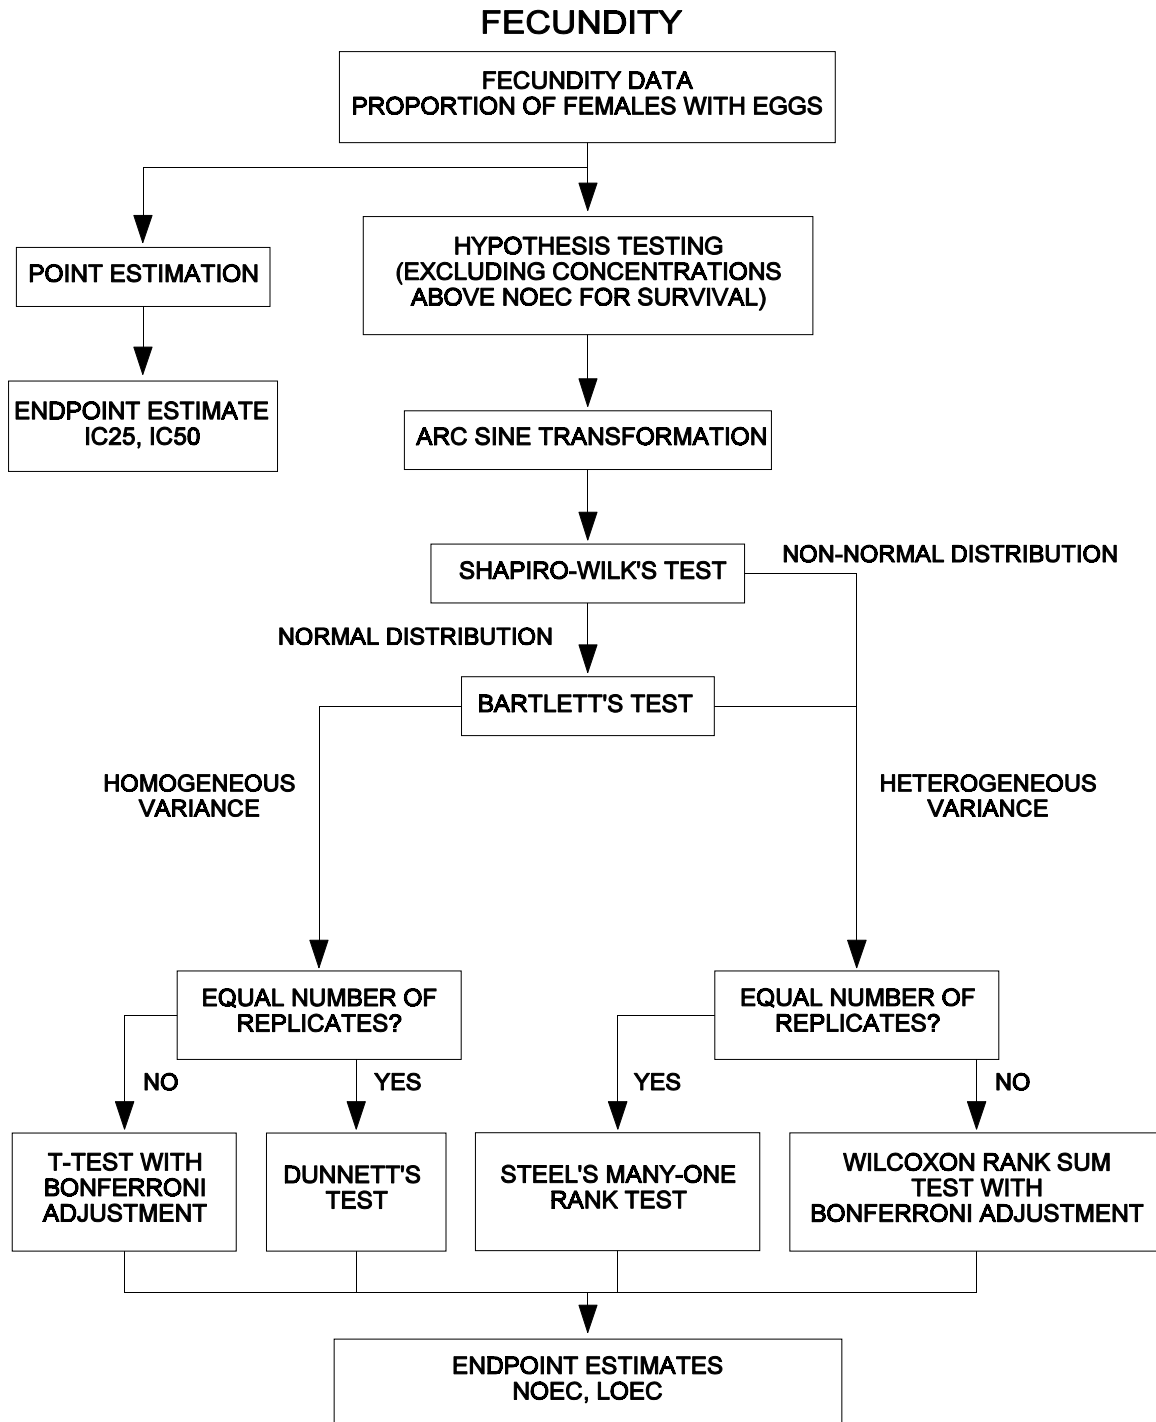 FECUNDITY
FECUNDITY DATA
PROPORTION OF FEMALES WITH EGGS
POINT ESTIMATION
HYPOTHESIS TESTING
(EXCLUDING CONCENTRATIONS
ABOVE NOEC FOR SURVIVAL)
ENDPOINT ESTIMATE
IC25, IC50
ARC SINE TRANSFORMATION
SHAPIRO-WILK'S TEST
NON-NORMAL DISTRIBUTION
NORMAL DISTRIBUTION
BARTLETT'S TEST
HOMOGENEOUS
VARIANCE
HETEROGENEOUS
VARIANCE
EQUAL NUMBER OF
REPLICATES?
EQUAL NUMBER OF
REPLICATES?
NO
YES
YES
NO
T-TEST WITH
BONFERRONI
ADJUSTMENT
DUNNETT'S
TEST
STEEL'S MANY-ONE
RANK TEST
WILCOXON RANK SUM
TEST WITH
BONFERRONI ADJUSTMENT
ENDPOINT ESTIMATES
NOEC, LOEC